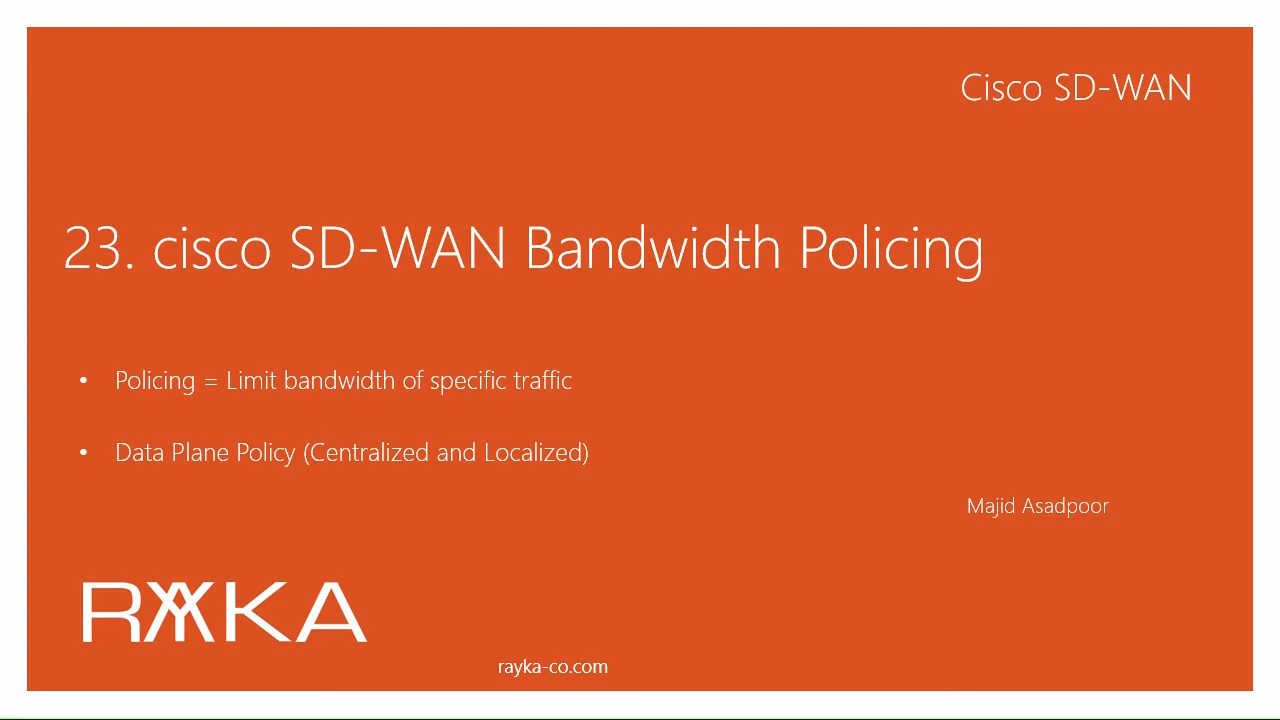 Cisco SD-WAN
23. cisco SD-WAN Bandwidth Policing
• Policing = Limit bandwidth of specific traffic
• Data Plane Policy (Centralized and Localized)
Majid Asadpoor
RAYKA
rayka-co.com